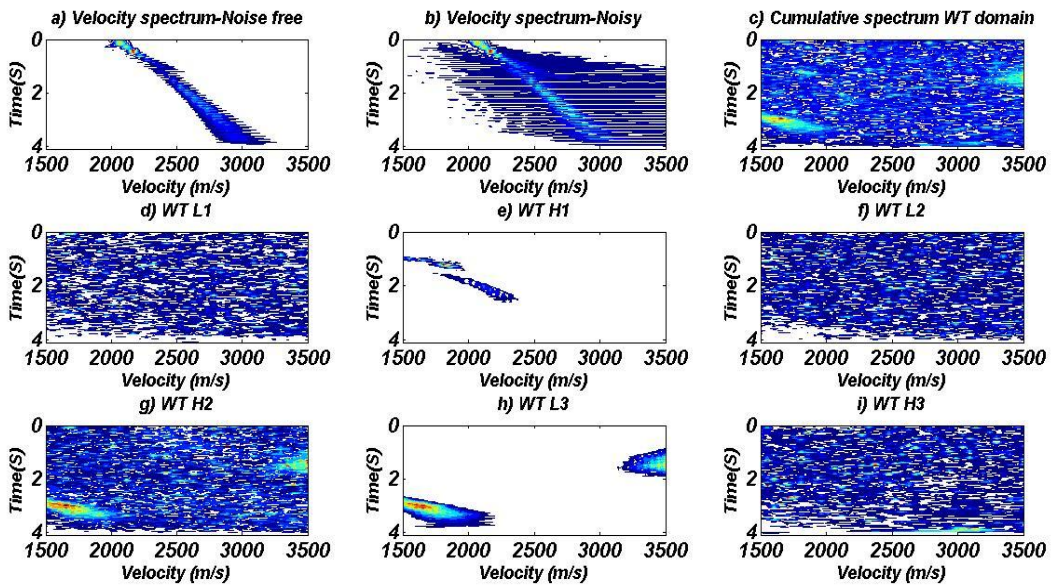 a) Velocity spectrum-Noise free
b) Velocity spectrum-Noisy
c) Cumulative spectrum WT domain
0
2
4
Time(S)
1500 2000 2500 3000 3500
Velocity (m/s)
0
2
4
Time(S)
1500 2000 2500 3000 3500
Velocity (m/s)
0
2
4
Time(S)
1500 2000 2500 3000 3500
Velocity (m/s)
d) WT L1
e) WT H1
f) WT L2
0
2
4
Time(S)
1500 2000 2500 3000 3500
Velocity (m/s)
0
2
4
Time(S)
1500 2000 2500 3000 3500
Velocity (m/s)
0
2
4
Time(S)
1500 2000 2500 3000 3500
Velocity (m/s)
g) WT H2
h) WT L3
i) WT H3
0
2
4
Time(S)
1500 2000 2500 3000 3500
Velocity (m/s)
0
2
4
Time(S)
1500 2000 2500 3000 3500
Velocity (m/s)
0
2
4
Time(S)
1500 2000 2500 3000 3500
Velocity (m/s)